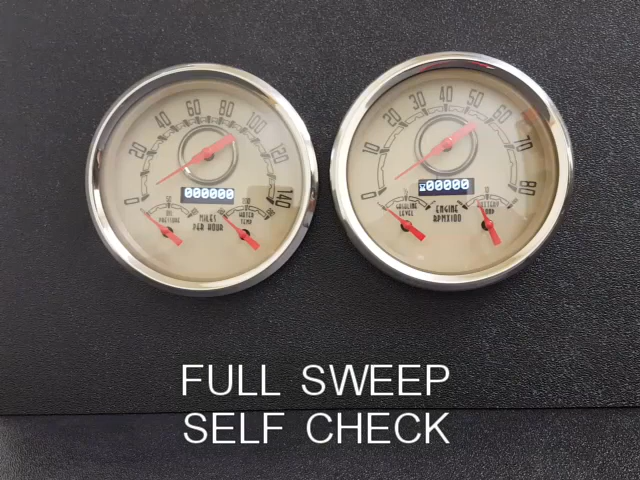 0 20 40 60 80 100 120 140
000000
OIL
PRESSURE
MILES
PER HOUR
WATER
TEMP
100
0 10 20 30 40 50 60 70 80
00000
GASOLINE
LEVEL
ENGINE
RPMX100
BATTERY
FULL SWEEP
SELF CHECK